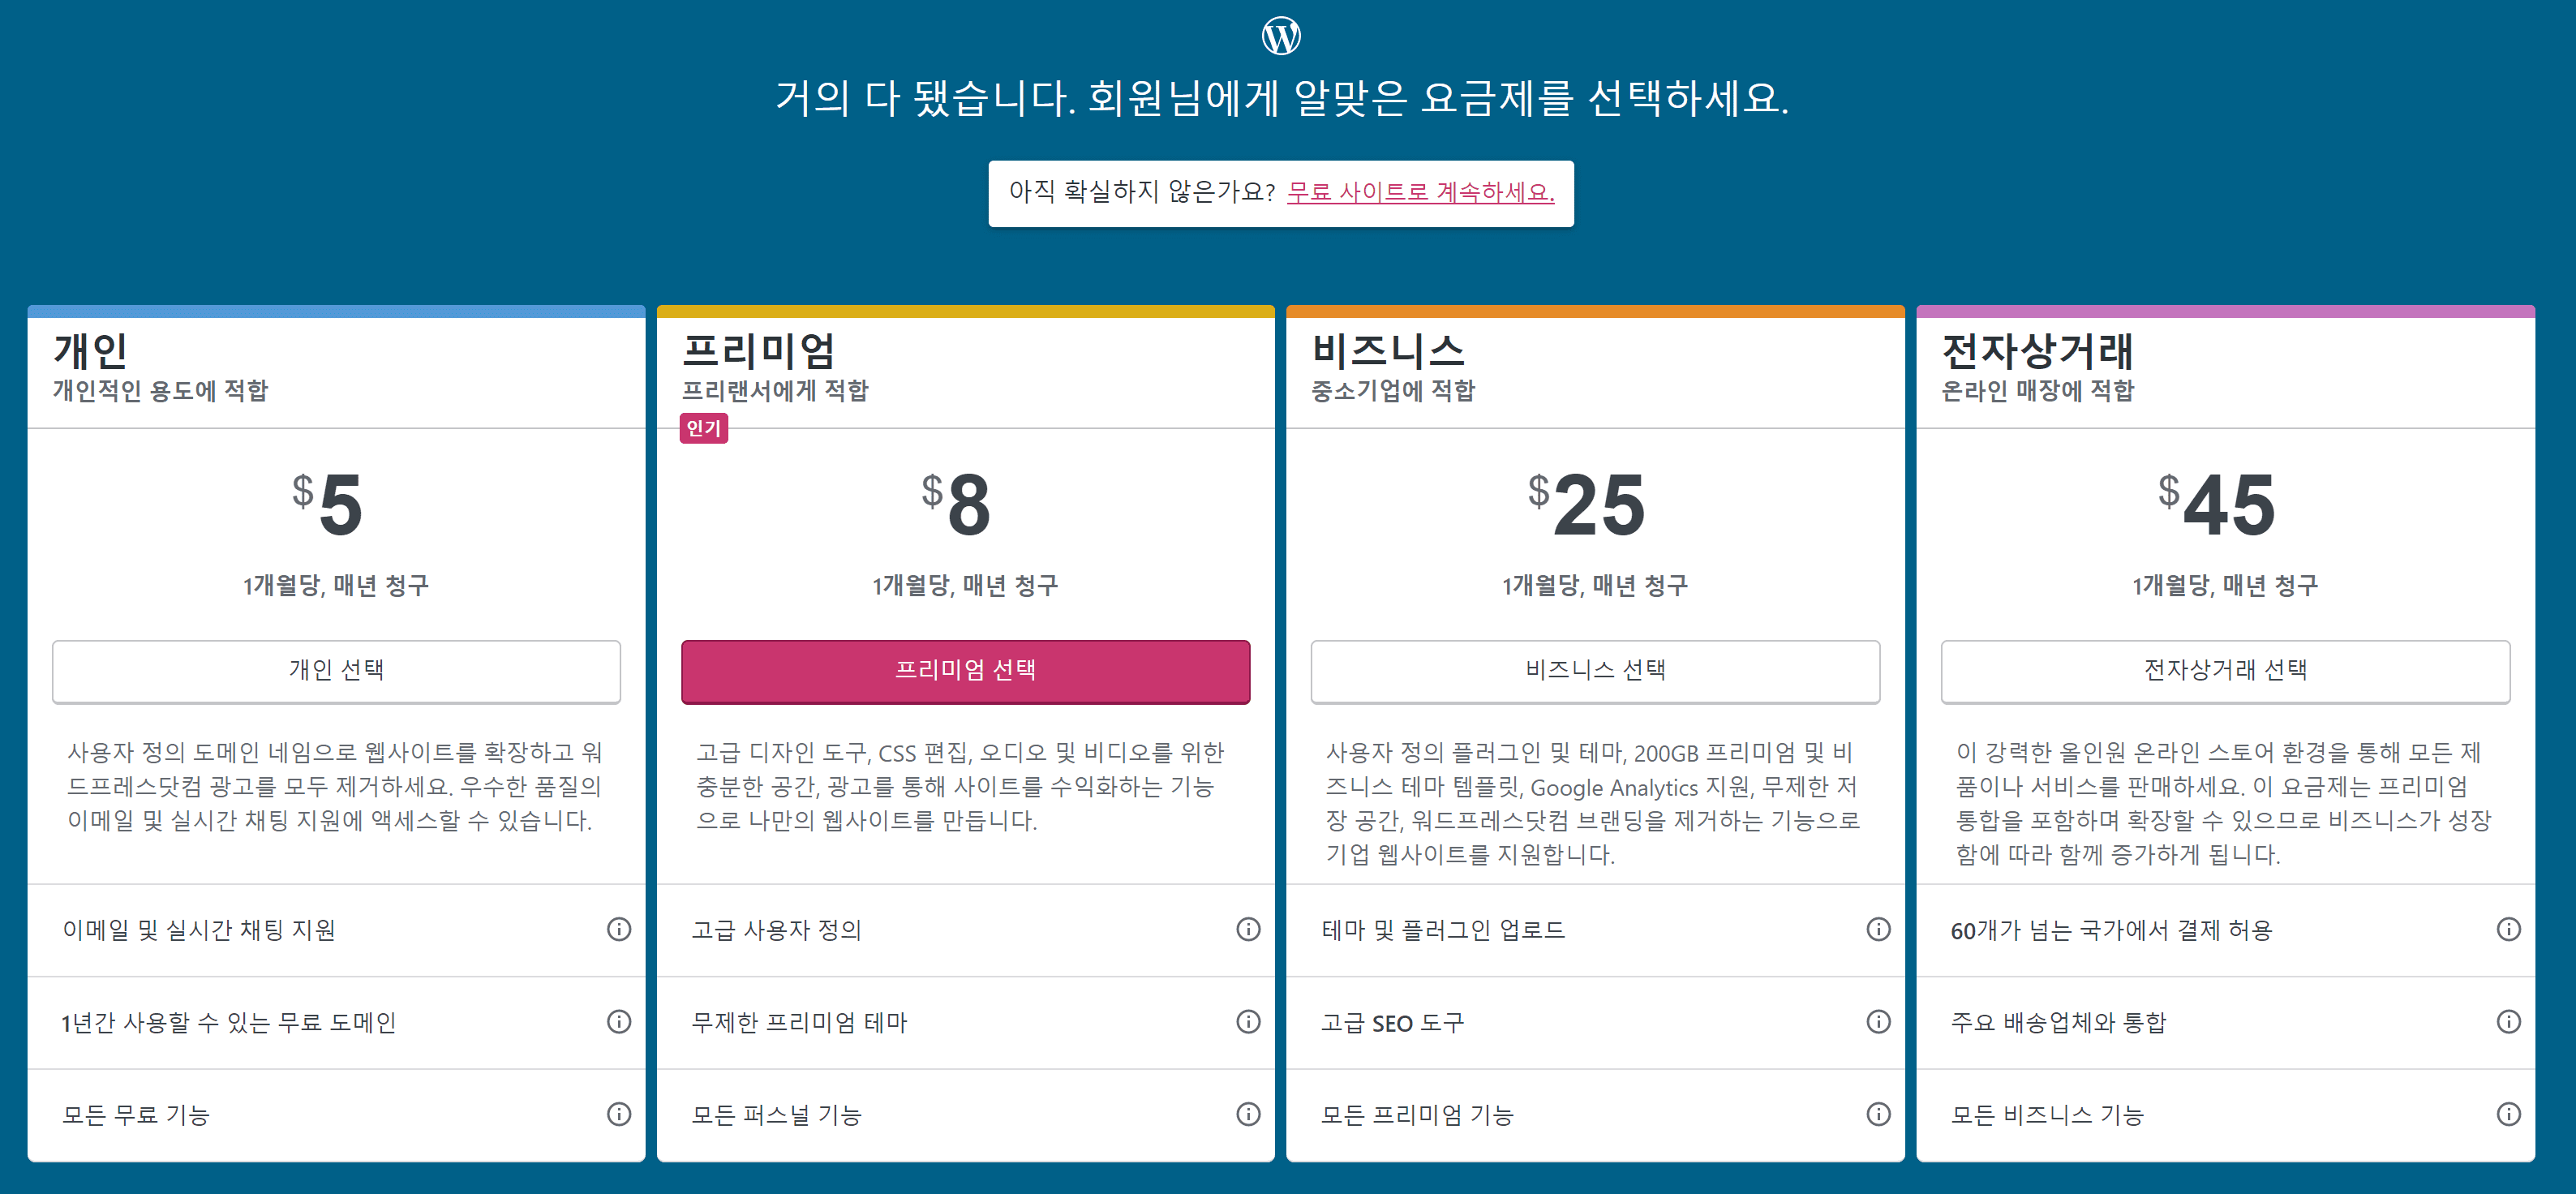 거의 다 됐습니다. 회원님에게 알맞은 요금제를 선택하세요.
아직 확실하지 않은가요? 무료 사이트로 계속하세요.
개인
개인적인 용도에 적합
$5
1개월당, 매년 청구
개인 선택
사용자 정의 도메인 네임으로 웹사이트를 확장하고 워
드프레스닷컴 광고를 모두 제거하세요. 우수한 품질의
이메일 및 실시간 채팅 지원에 액세스할 수 있습니다.
이메일 및 실시간 채팅 지원
1년간 사용할 수 있는 무료 도메인
모든 무료 기능
프리미엄
프리랜서에게 적합
인기
$8
1개월당, 매년 청구
프리미엄 선택
고급 디자인 도구, CSS 편집, 오디오 및 비디오를 위한
충분한 공간, 광고를 통해 사이트를 수익화하는 기능
으로 나만의 웹사이트를 만듭니다.
고급 사용자 정의
무제한 프리미엄 테마
모든 퍼스널 기능
비즈니스
중소기업에 적합
$25
1개월당, 매년 청구
비즈니스 선택
사용자 정의 플러그인 및 테마, 200GB 프리미엄 및 비
즈니스 테마 템플릿, Google Analytics 지원, 무제한 저
장 공간, 워드프레스닷컴 브랜딩을 제거하는 기능으로
기업 웹사이트를 지원합니다.
테마 및 플러그인 업로드
고급 SEO 도구
모든 프리미엄 기능
전자상거래
온라인 매장에 적합
$45
1개월당, 매년 청구
전자상거래 선택
이 강력한 올인원 온라인 스토어 환경을 통해 모든 제
품이나 서비스를 판매하세요. 이 요금제는 프리미엄
통합을 포함하며 확장할 수 있으므로 비즈니스가 성장
함에 따라 함께 증가하게 됩니다.
60개가 넘는 국가에서 결제 허용
주요 배송업체와 통합
모든 비즈니스 기능